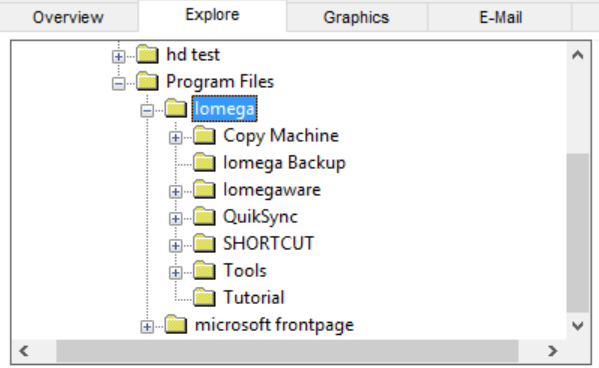 Overview Explore Graphics E-Mail
hd test
Program Files
Iomega
Copy Machine
Iomega Backup
Iomegaware
QuikSync
SHORTCUT
Tools
Tutorial
microsoft frontpage